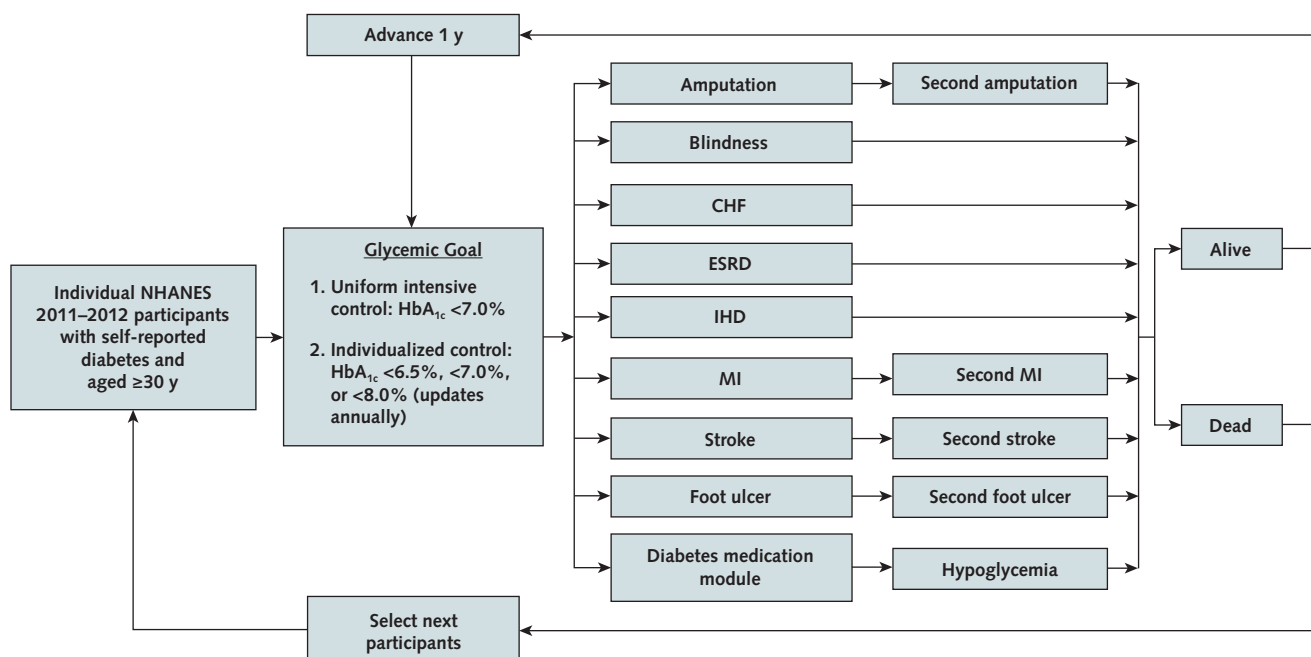 Advance 1 y
Individual NHANES
2011–2012 participants
with self-reported
diabetes and
aged ≥30 y
Glycemic Goal
1. Uniform intensive
control: HbA1c <7.0%
2. Individualized control:
HbA1c <6.5%, <7.0%,
or <8.0% (updates
annually)
Amputation
Second amputation
Blindness
CHF
ESRD
IHD
MI
Second MI
Stroke
Second stroke
Foot ulcer
Second foot ulcer
Diabetes medication
module
Hypoglycemia
Alive
Dead
Select next
participants